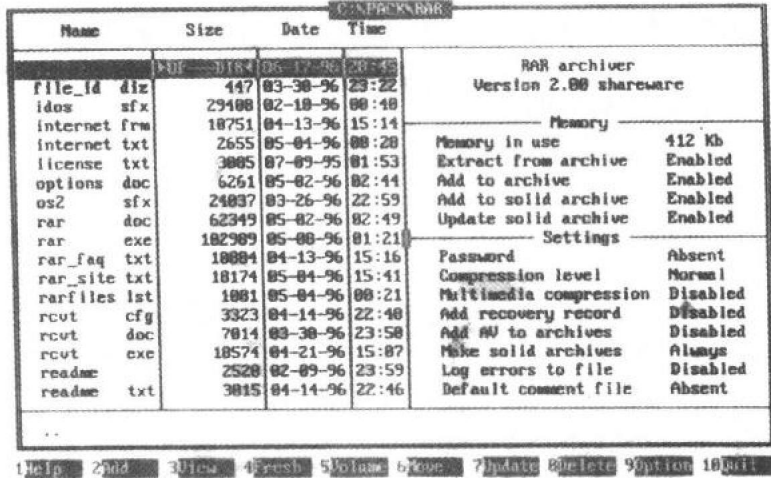 C:\PACK\RAR
Name Size Date Time
►UP--DIR◄ 06-17-96 20:45
file_id diz 447 03-30-96 23:22
idos sfx 29408 02-10-96 00:40
internet frm 10751 04-13-96 15:14
internet txt 2655 05-04-96 00:20
license txt 3005 07-09-95 01:53
options doc 6261 05-02-96 02:44
os2 sfx 24037 03-26-96 22:59
rar doc 62349 05-02-96 02:49
rar exe 102989 05-08-96 01:21
rar_faq txt 10004 04-13-96 15:16
rar_site txt 10174 05-04-96 15:41
rarfiles lst 1081 05-04-96 00:21
rcvt cfg 3323 04-14-96 22:40
rcvt doc 7014 03-30-96 23:50
rcvt exe 10574 04-21-96 15:07
readme 2520 02-09-96 23:59
readme txt 3015 04-14-96 22:46
..
RAR archiver
Version 2.00 shareware
Memory
Memory in use 412 Kb
Extract from archive Enabled
Add to archive Enabled
Add to solid archive Enabled
Update solid archive Enabled
Settings
Password Absent
Compression level Normal
Multimedia compression Disabled
Add recovery record Disabled
Add AV to archives Disabled
Make solid archives Always
Log errors to file Disabled
Default comment file Absent
1Help 2Add 3View 4Fresh 5Volume 6Move 7Update 8Delete 9Option 10Quit